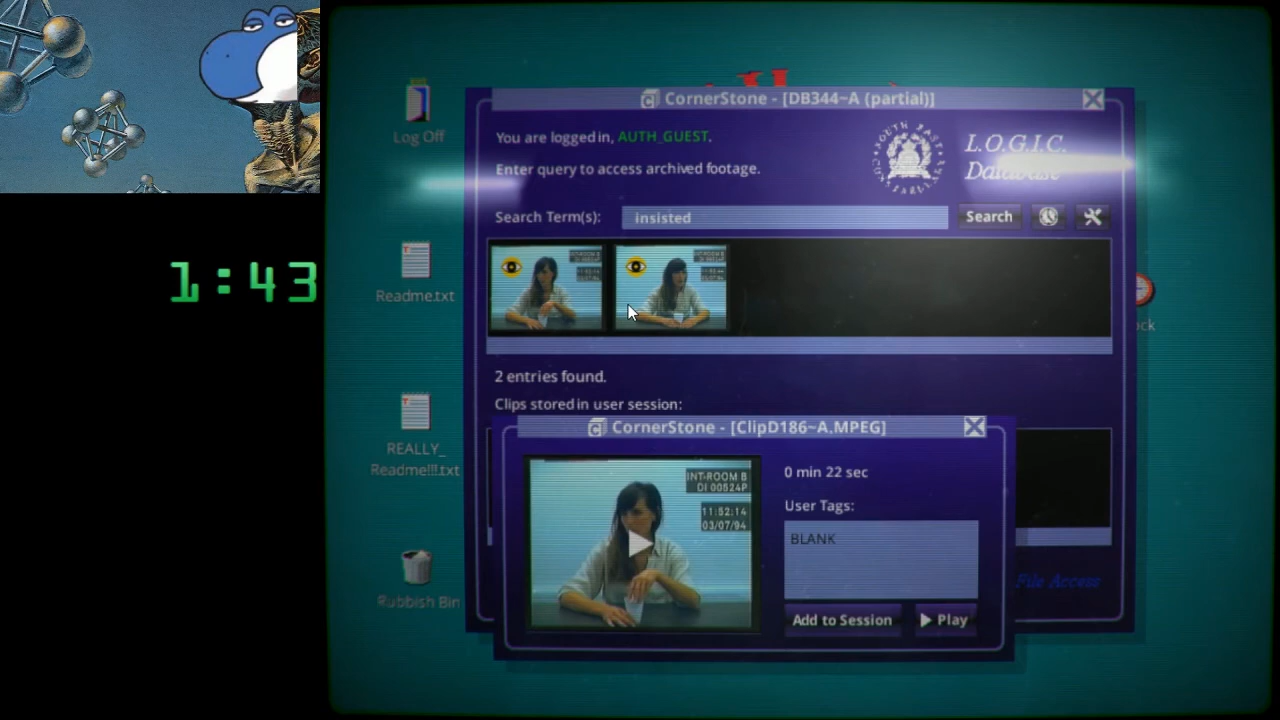 CornerStone - [DB344~A (partial)]
Log Off
You are logged in, AUTH_GUEST.
Enter query to access archived footage.
L.O.G.I.C.
Database
Search Term(s):
insisted
Search
1:43
Readme.txt
2 entries found.
Clips stored in user session:
CornerStone - [ClipD186~A.MPEG]
INT-ROOM B
DI 00524P
11:52:14
03/07/94
0 min 22 sec
User Tags:
BLANK
Add to Session
Play
REALLY_
Readme!!!.txt
File Access
Rubbish Bin